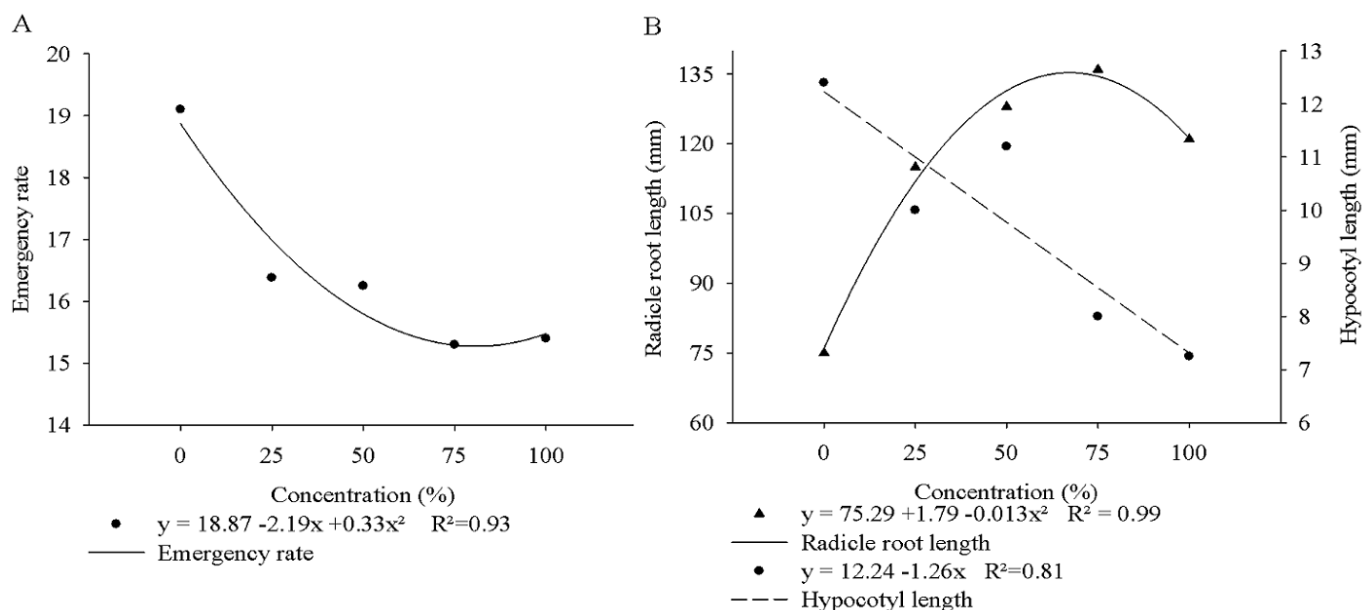 A
20
19
18
17
16
15
14
Emergency rate
0 25 50 75 100
Concentration (%)
y = 18.87 -2.19x +0.33x² R²=0.93
Emergency rate
B
135
120
105
90
75
60
Radicle root length (mm)
13
12
11
10
9
8
7
6
Hypocotyl length (mm)
0 25 50 75 100
Concentration (%)
y = 75.29 +1.79 -0.013x² R² = 0.99
Radicle root length
y = 12.24 -1.26x R²=0.81
Hypocotyl length